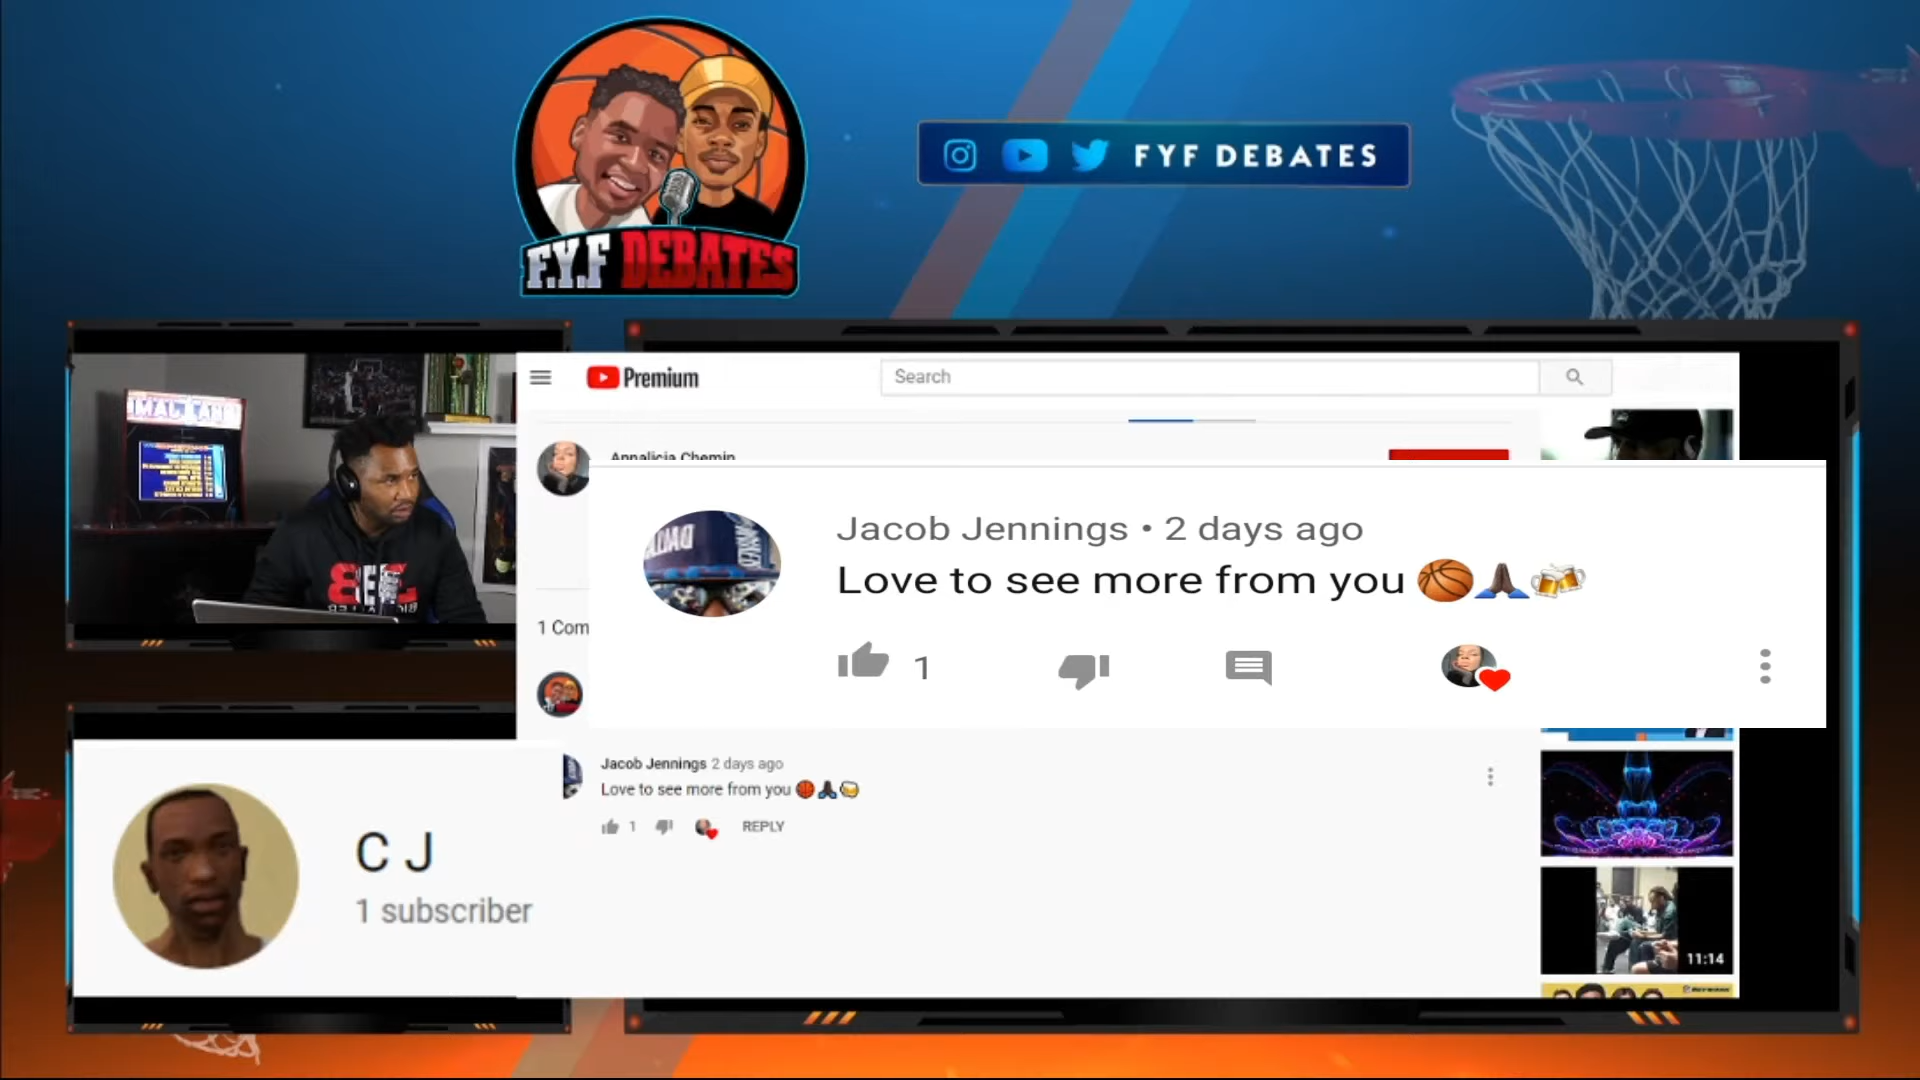 F.Y.F DEBATES
FYF DEBATES
Premium
Search
Annalicia Chemin
Jacob Jennings • 2 days ago
Love to see more from you 🏀🙏🏿🍻
1
1 Com
Jacob Jennings 2 days ago
Love to see more from you 🏀🙏🏿🍻
1
REPLY
C J
1 subscriber
11:14